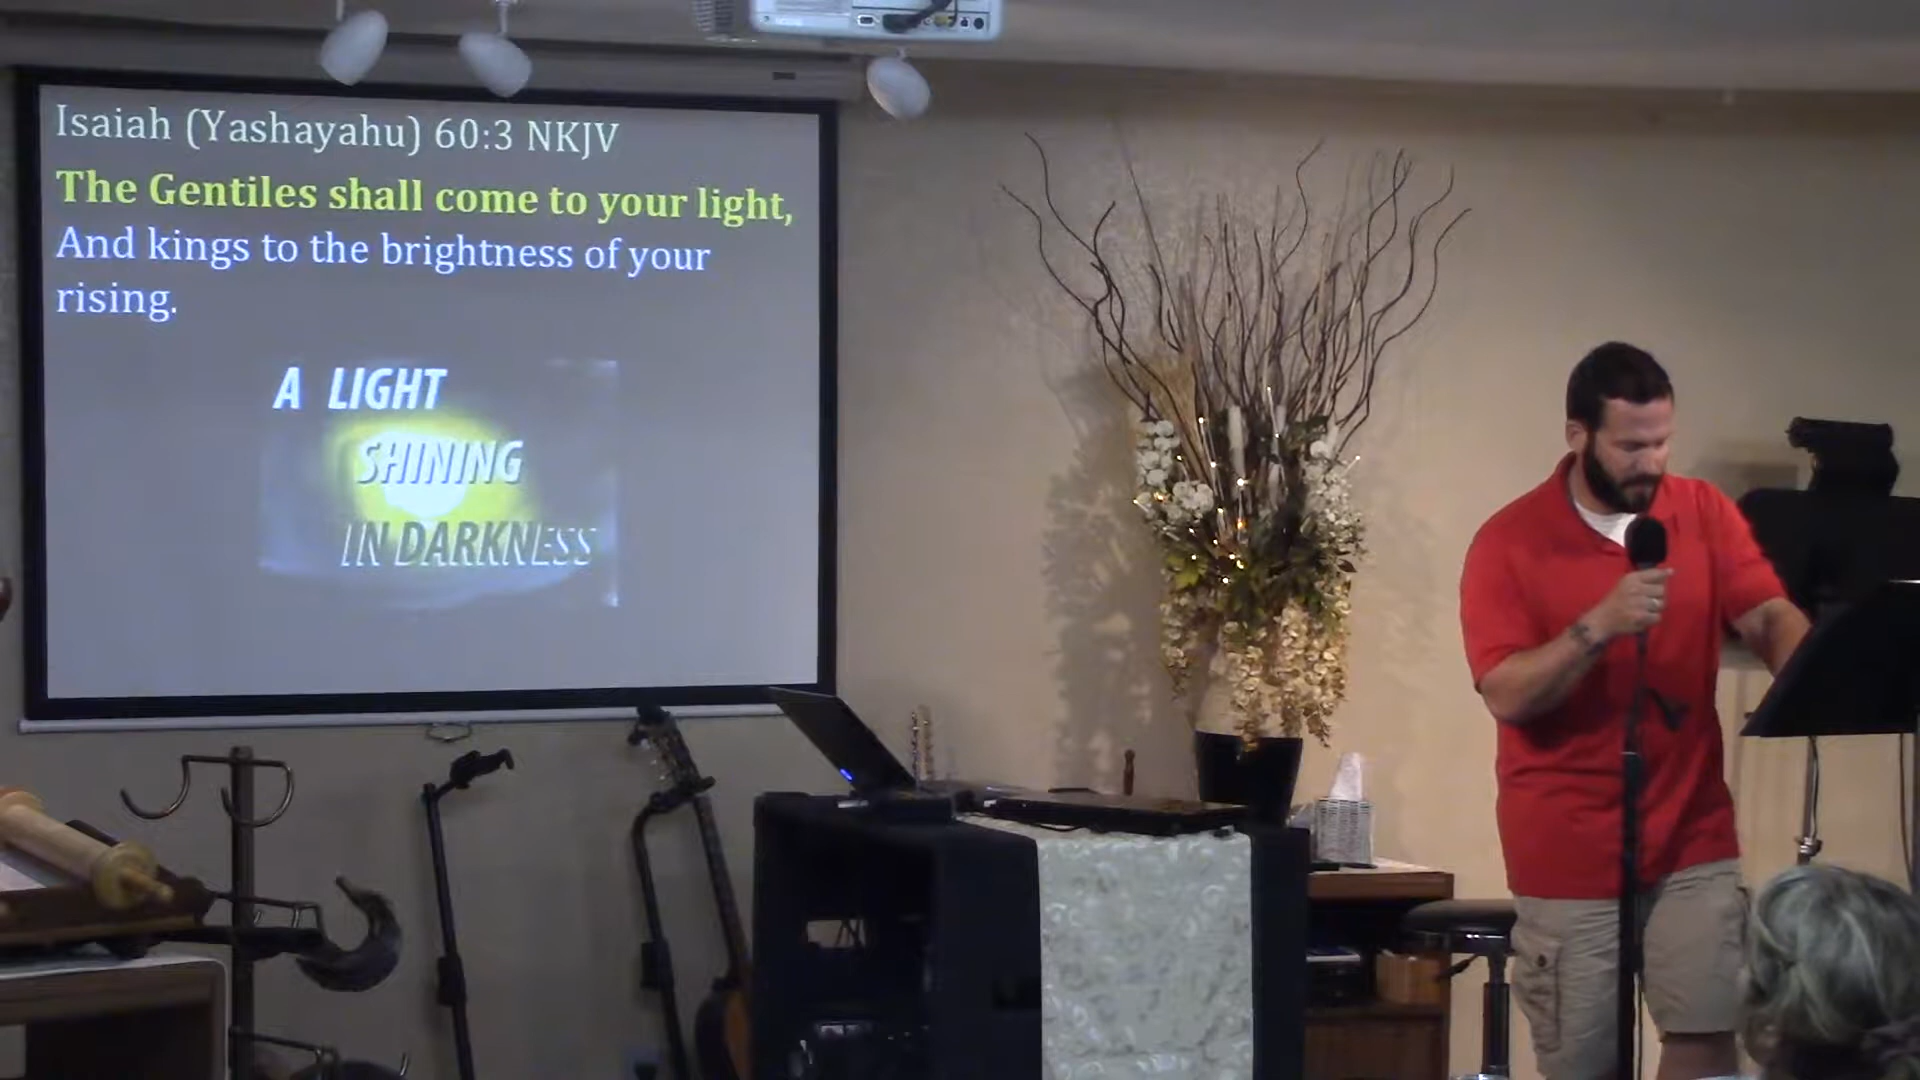 Isaiah (Yashayahu) 60:3 NKJV
The Gentiles shall come to your light,
And kings to the brightness of your
rising.
A LIGHT
SHINING
IN DARKNESS